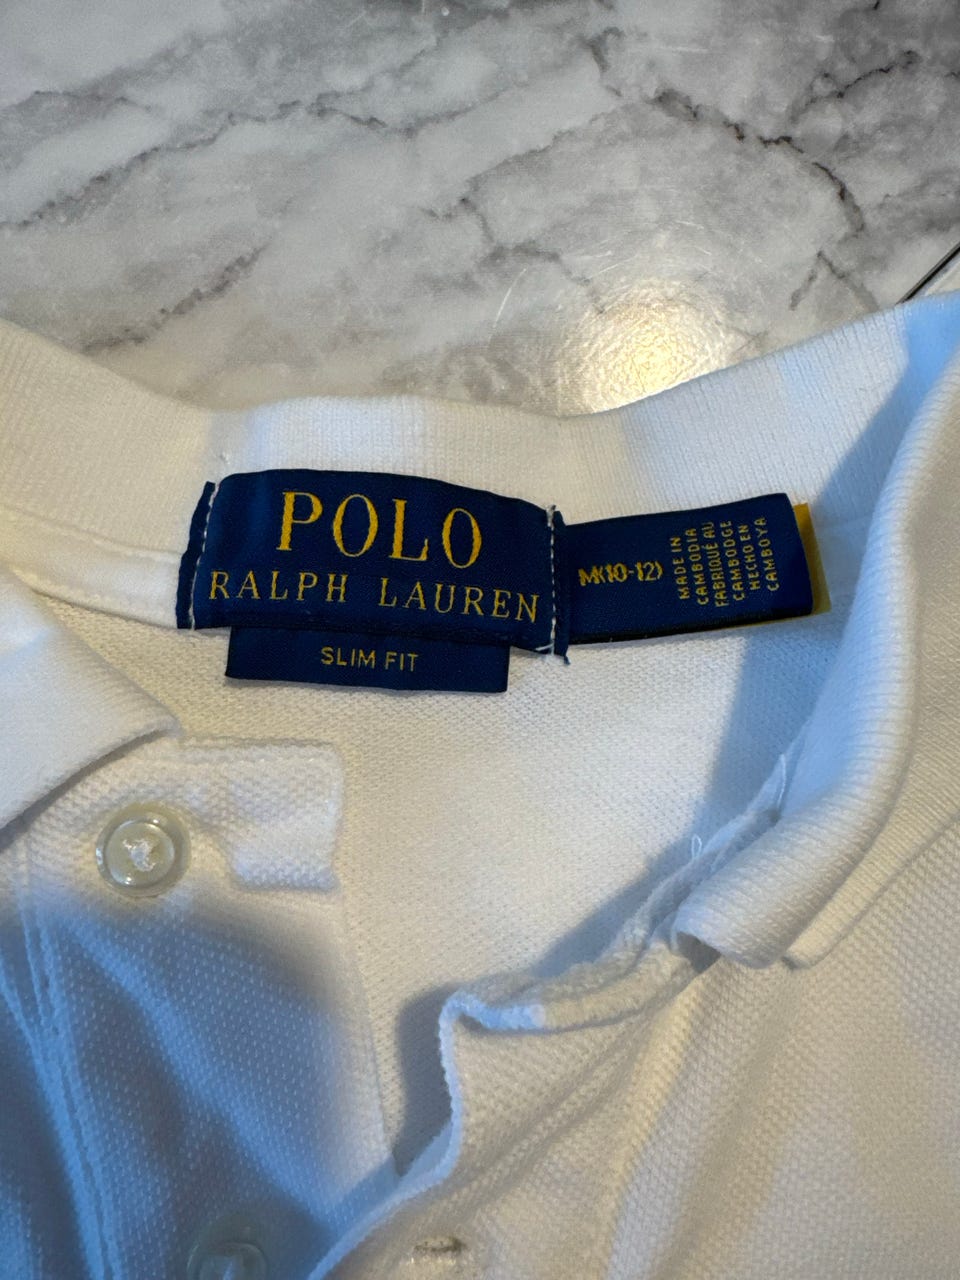 POLO
RALPH LAUREN
SLIM FIT
M(10-12)
MADE IN
CAMBODIA
FABRIQUÉ AU
CAMBODGE
HECHO EN
CAMBOYA